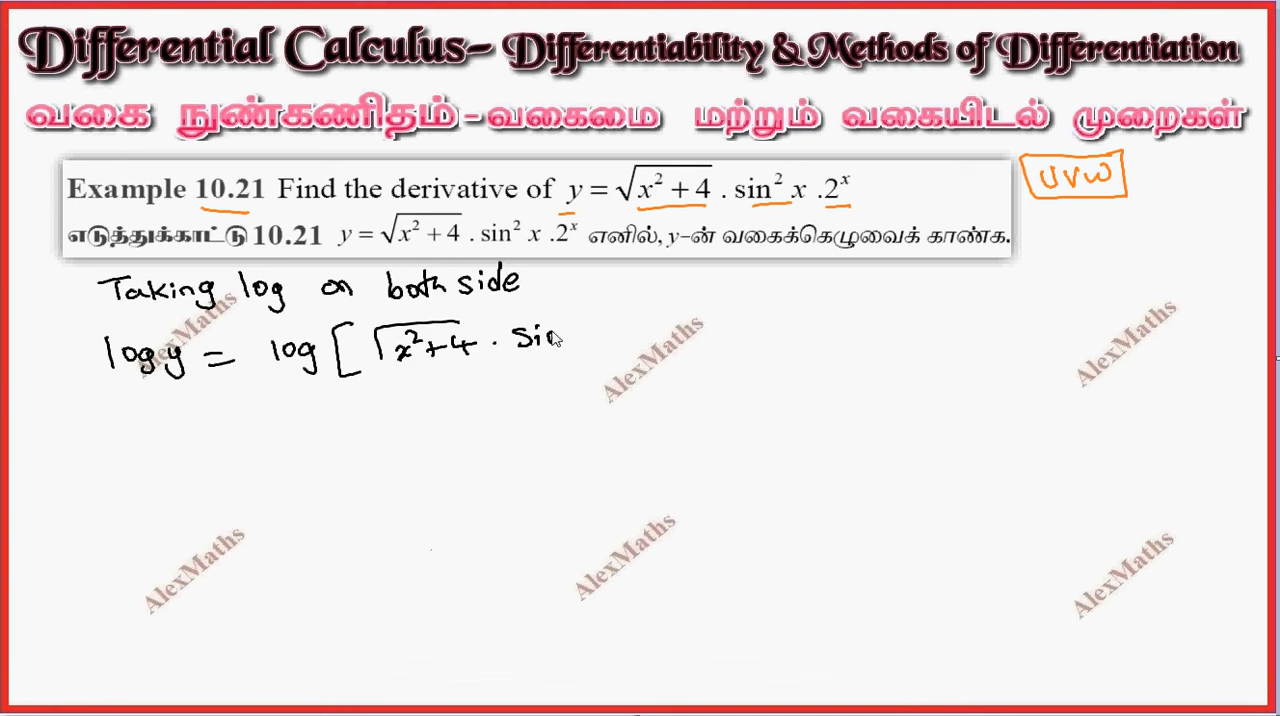 Differential Calculus- Differentiability & Methods of Differentiation
வகை நுண்கணிதம் - வகைமை மற்றும் வகையிடல் முறைகள்
Example 10.21 Find the derivative of y = √(x² + 4) . sin² x . 2ˣ
uvw
எடுத்துக்காட்டு 10.21 y = √(x² + 4) . sin² x . 2ˣ எனில், y-ன் வகைக்கெழுவைக் காண்க.
Taking log on both side
log y = log [ √(x²+4) . sin
AlexMaths
AlexMaths
AlexMaths
AlexMaths
AlexMaths
AlexMaths